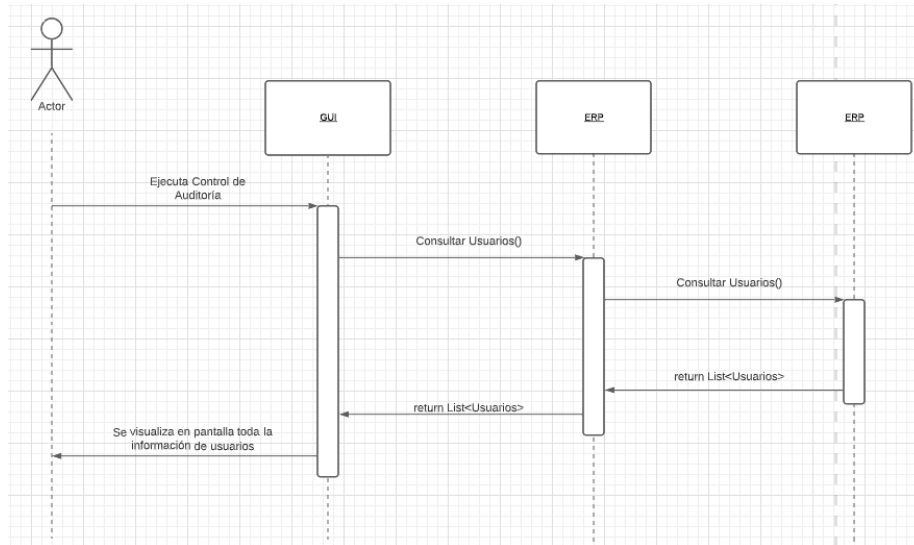 Actor
GUI
ERP
ERP
Ejecuta Control de
Auditoría
Consultar Usuarios()
Consultar Usuarios()
return List<Usuarios>
return List<Usuarios>
Se visualiza en pantalla toda la
información de usuarios